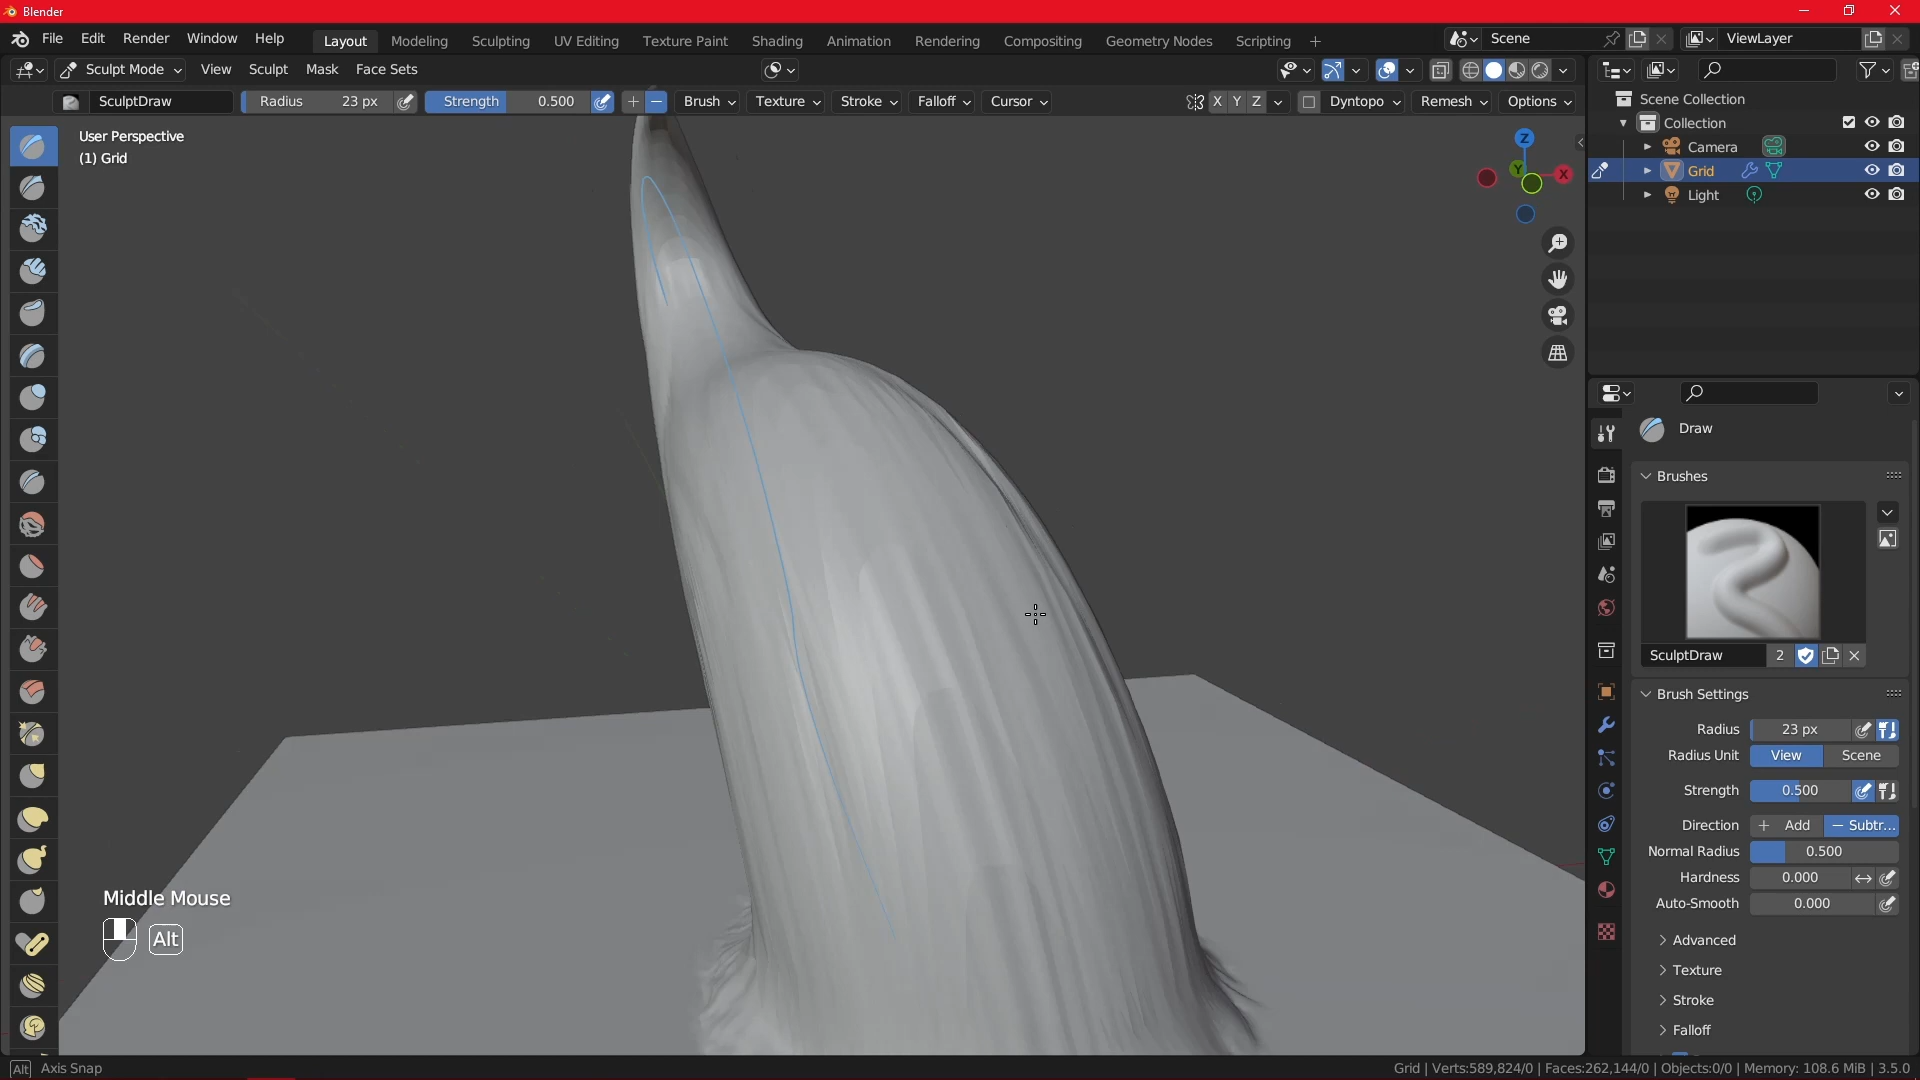 Blender
File Edit Render Window Help
Layout Modeling Sculpting UV Editing Texture Paint Shading Animation Rendering Compositing Geometry Nodes Scripting +
Scene
ViewLayer
Sculpt Mode View Sculpt Mask Face Sets
SculptDraw Radius 23 px Strength 0.500 Brush Texture Stroke Falloff Cursor X Y Z Dyntopo Remesh Options
User Perspective
(1) Grid
Z
Y
X
Scene Collection
Collection
Camera
Grid
Light
Draw
Brushes
SculptDraw 2
Brush Settings
Radius 23 px
Radius Unit View Scene
Strength 0.500
Direction + Add − Subtr...
Normal Radius 0.500
Hardness 0.000
Auto-Smooth 0.000
Advanced
Texture
Stroke
Falloff
Middle Mouse
Alt
Alt Axis Snap
Grid | Verts:589,824/0 | Faces:262,144/0 | Objects:0/0 | Memory: 108.6 MiB | 3.5.0